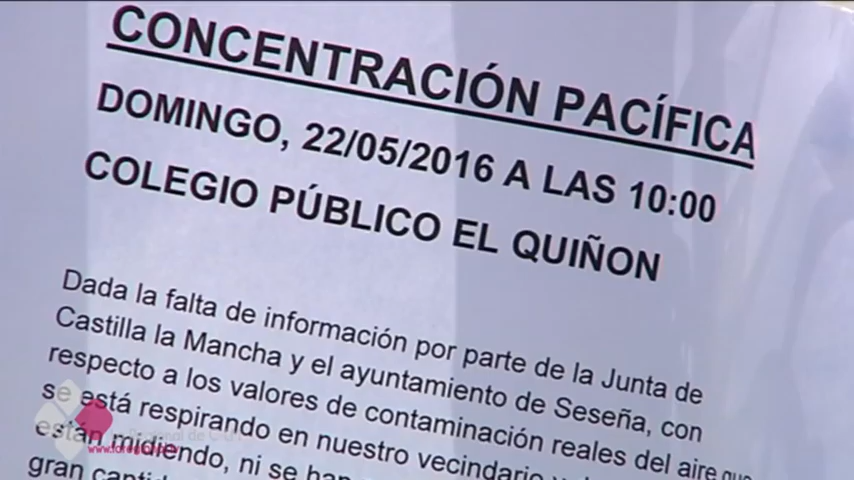 CONCENTRACIÓN PACÍFICA
DOMINGO, 22/05/2016 A LAS 10:00
COLEGIO PÚBLICO EL QUIÑON
Dada la falta de información por parte de la Junta de
Castilla la Mancha y el ayuntamiento de Seseña, con
respecto a los valores de contaminación reales del aire que
se está respirando en nuestro vecindario y
están midiendo, ni se han
gran